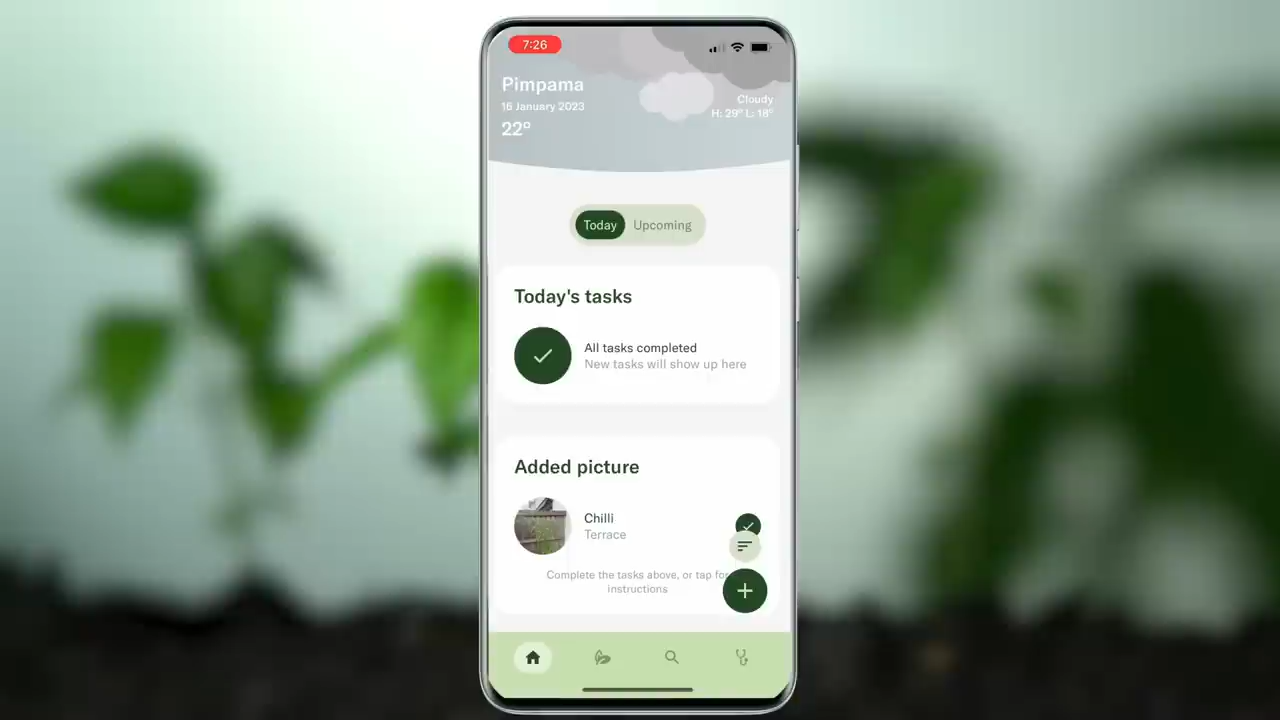 7:26
Pimpama
16 January 2023
22°
Cloudy
H: 29° L: 18°
Today Upcoming
Today's tasks
All tasks completed
New tasks will show up here
Added picture
Chilli
Terrace
Complete the tasks above, or tap for
instructions